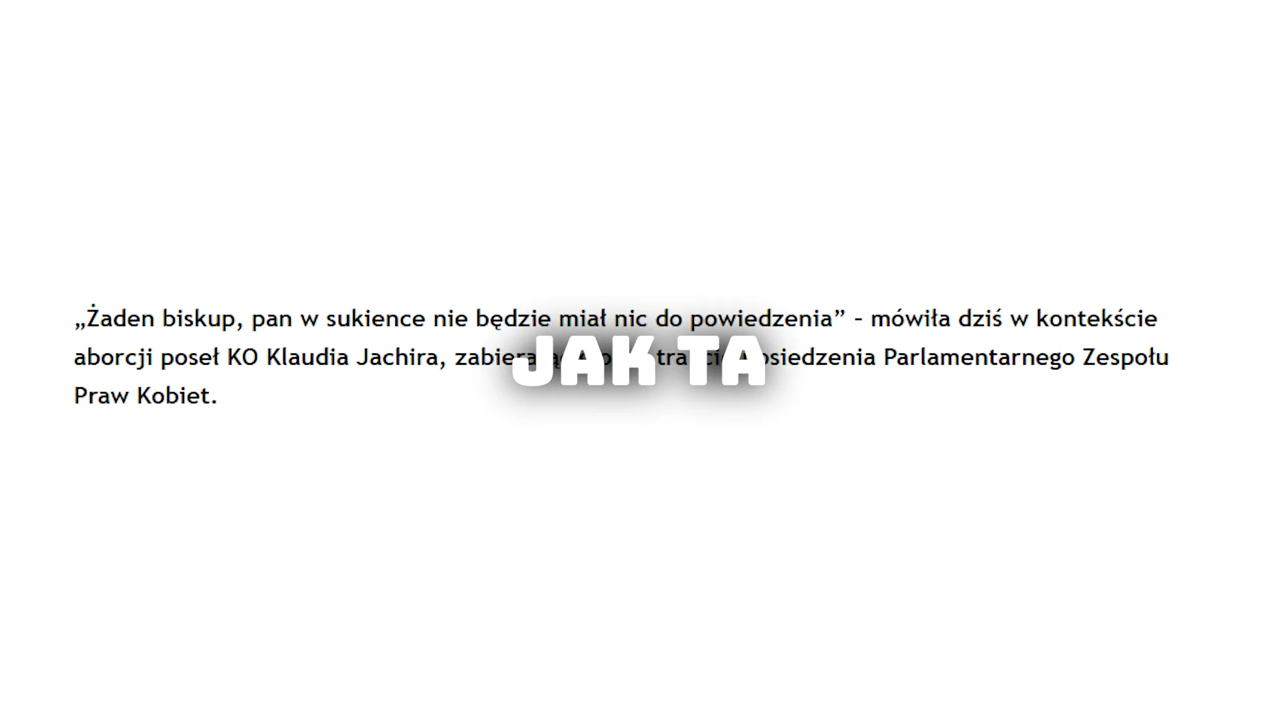 „Żaden biskup, pan w sukience nie będzie miał nic do powiedzenia” - mówiła dziś w kontekście
aborcji poseł KO Klaudia Jachira, posiedzenia Parlamentarnego Zespołu
JAK TA
Praw Kobiet.